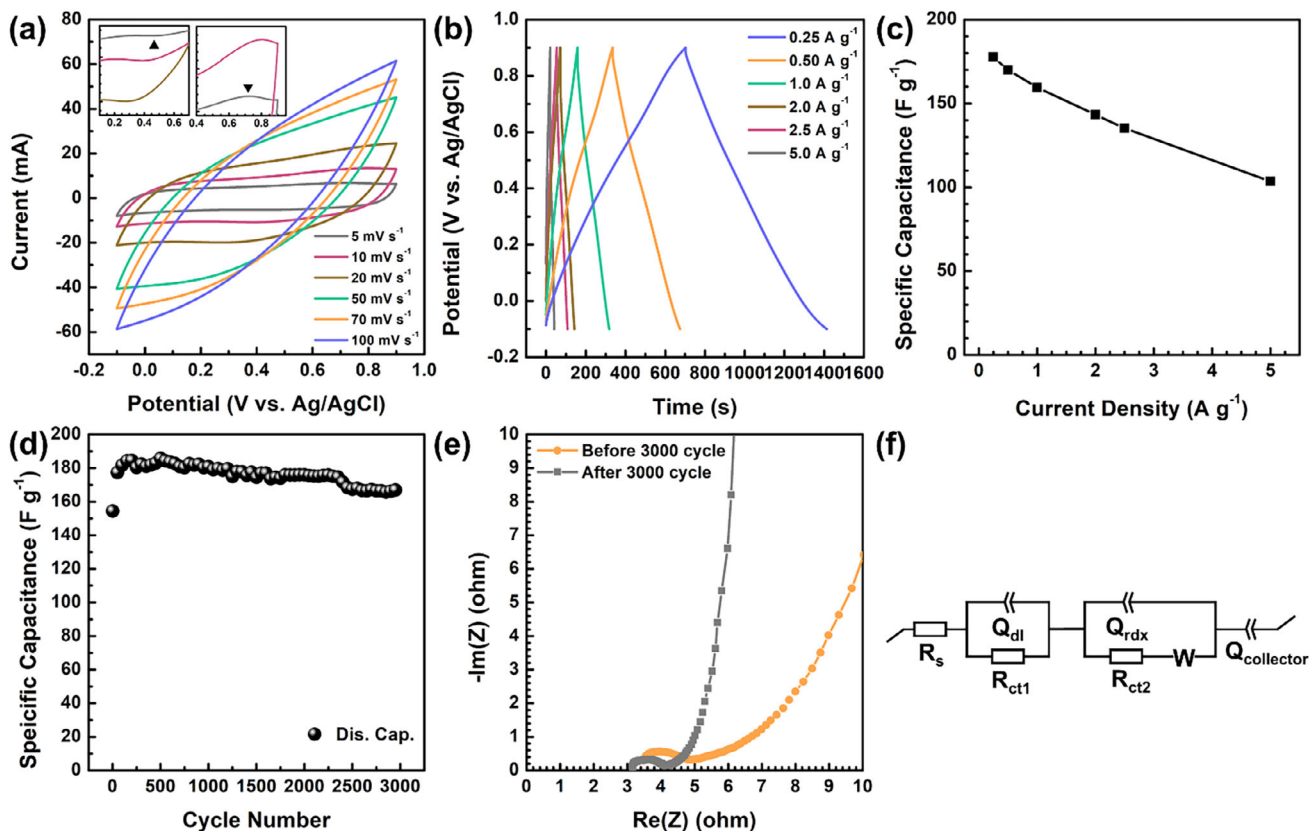 (a)
80
60
40
20
0
-20
-40
-60
-0.2 0.0 0.2 0.4 0.6 0.8 1.0
Current (mA)
Potential (V vs. Ag/AgCl)
0.2 0.4 0.6
0.4 0.6 0.8
5 mV s-1
10 mV s-1
20 mV s-1
50 mV s-1
70 mV s-1
100 mV s-1
(b)
1.0
0.8
0.6
0.4
0.2
0.0
-0.2
0 200 400 600 800 1000 1200 1400 1600
Potential (V vs. Ag/AgCl)
Time (s)
0.25 A g-1
0.50 A g-1
1.0 A g-1
2.0 A g-1
2.5 A g-1
5.0 A g-1
(c)
200
150
100
50
0
0 1 2 3 4 5
Specific Capacitance (F g-1)
Current Density (A g-1)
(d)
200
180
160
140
120
100
80
60
40
20
0
0 500 1000 1500 2000 2500 3000
Speicific Capacitance (F g-1)
Cycle Number
Dis. Cap.
(e)
10
9
8
7
6
5
4
3
2
1
0
0 1 2 3 4 5 6 7 8 9 10
-Im(Z) (ohm)
Re(Z) (ohm)
Before 3000 cycle
After 3000 cycle
(f)
Rs
Qdl
Rct1
Qrdx
Rct2
W
Qcollector